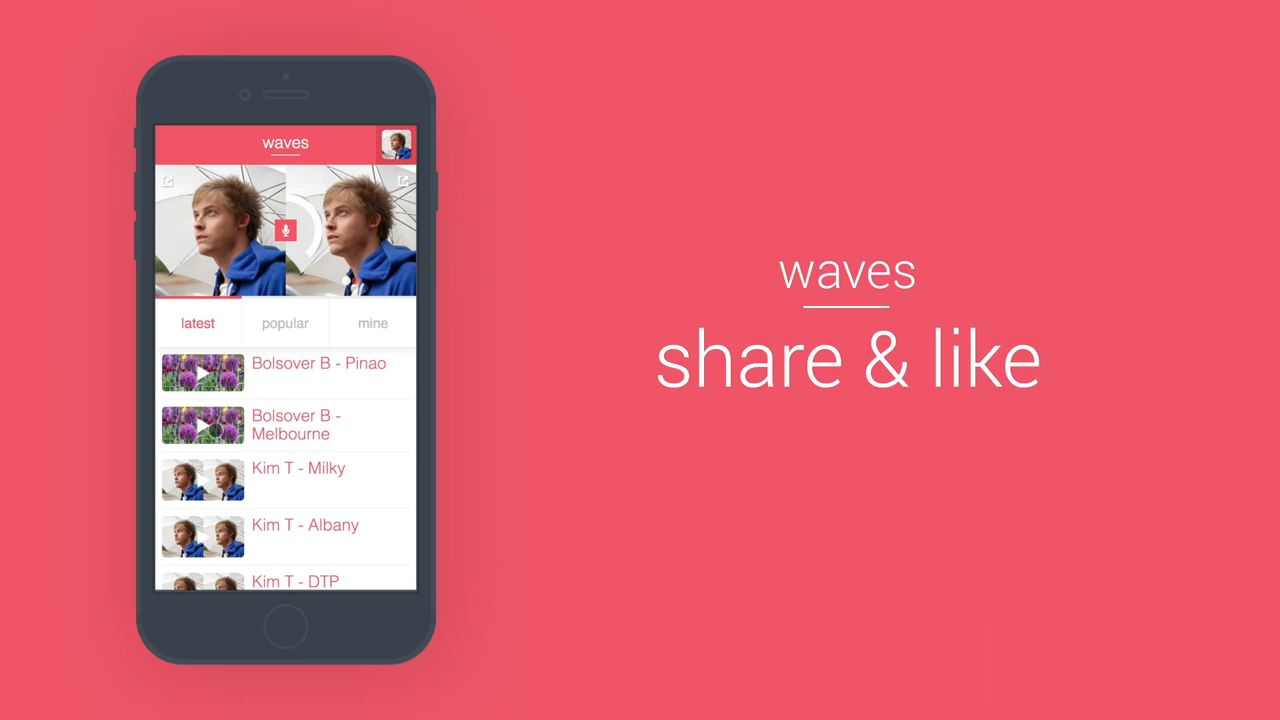 waves
latest
popular
mine
Bolsover B - Pinao
Bolsover B -
Melbourne
Kim T - Milky
Kim T - Albany
Kim T - DTP
waves
share & like